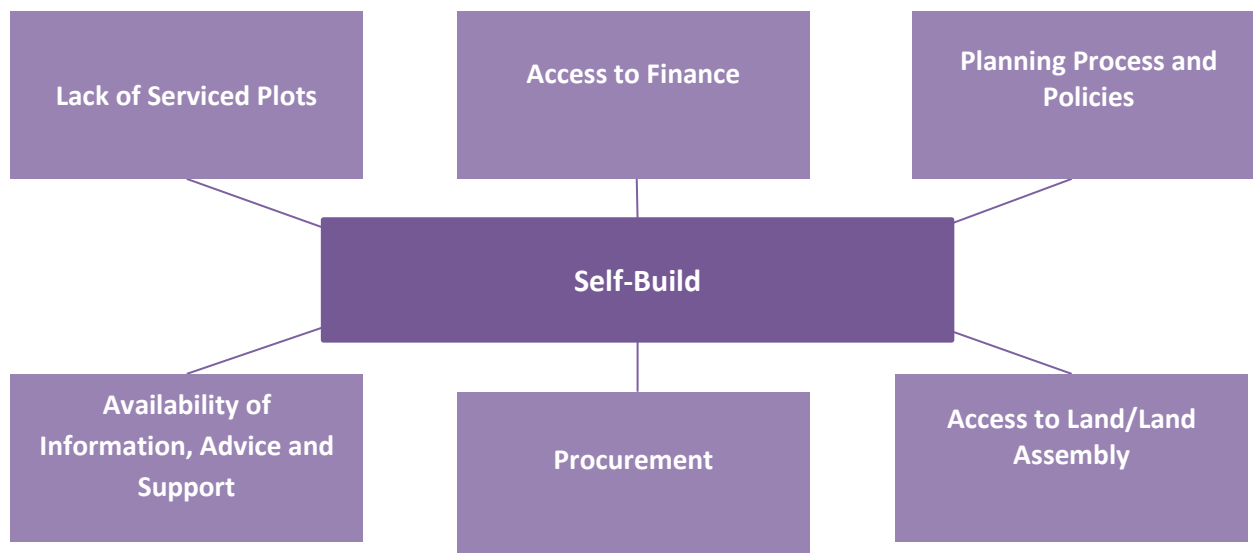 Lack of Serviced Plots
Access to Finance
Planning Process and
Policies
Self-Build
Availability of
Information, Advice and
Support
Procurement
Access to Land/Land
Assembly